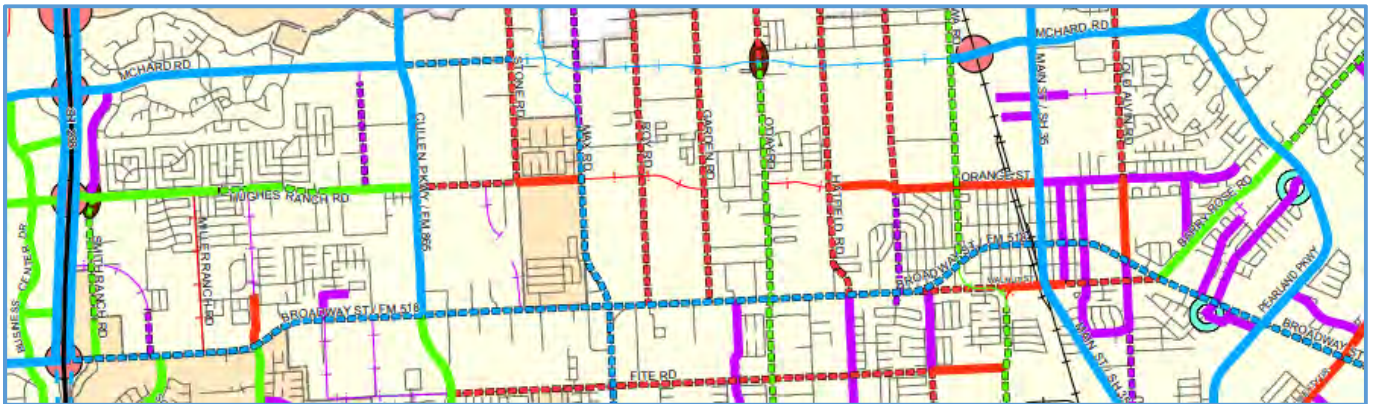 MCHARD RD
MCHARD RD
SH 288
STONE RD
MAX RD
ROY RD
GARDEN RD
O'DAY RD
HATFIELD RD
MAIN ST / SH 35
OLD ALVIN RD
CULLEN PKWY / FM 865
HUGHES RANCH RD
ORANGE ST
BARRY ROSE RD
BUSINESS CENTER DR
SMITH RANCH RD
MILLER RANCH RD
BROADWAY ST / FM 518
BROADWAY ST / FM 518
WALNUT ST
PEARLAND PKWY
BROADWAY ST
MAIN ST / SH 35
FITE RD